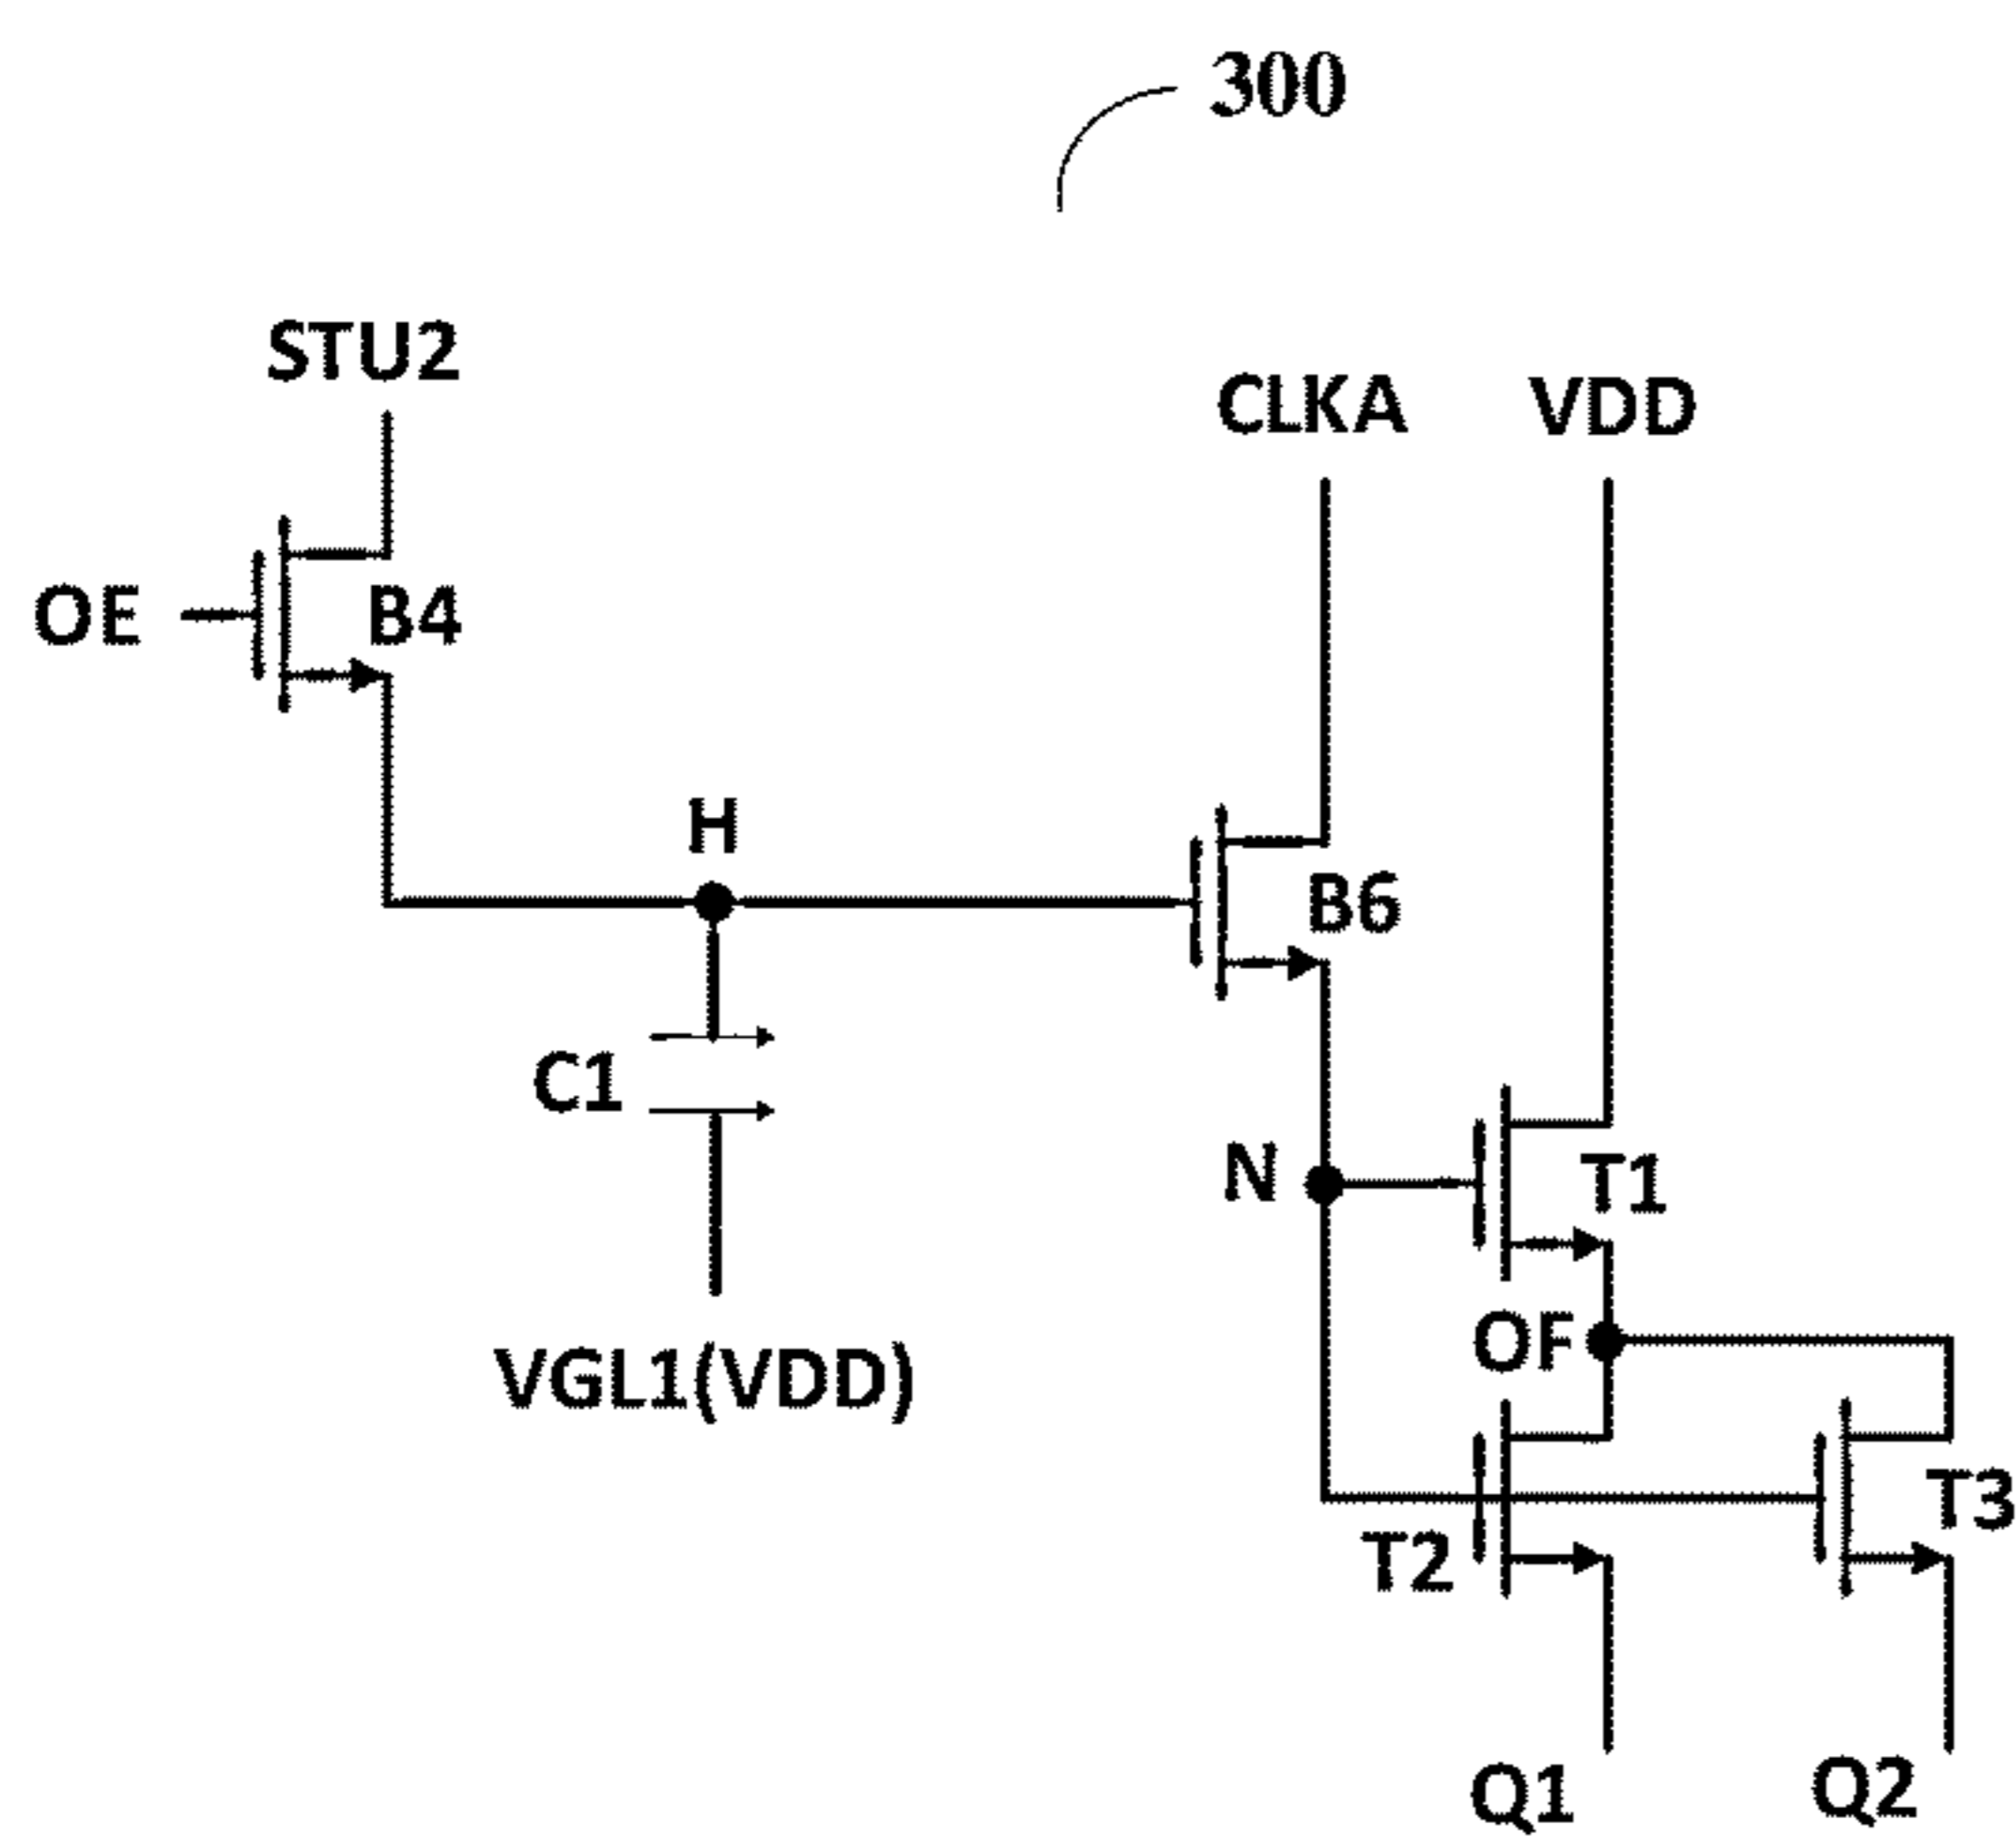 300
STU2
CLKA
VDD
OE
B4
H
B6
C1
N
T1
OF
VGL1(VDD)
T3
T2
Q1
Q2